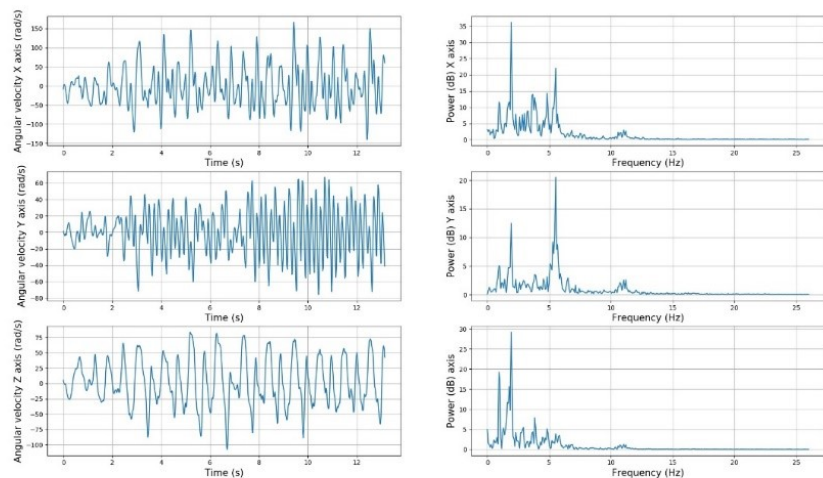 Angular velocity X axis (rad/s)
150
100
50
0
-50
-100
-150
0 2 4 6 8 10 12
Time (s)
Power (dB) X axis
35
30
25
20
15
10
5
0
0 5 10 15 20 25
Frequency (Hz)
Angular velocity Y axis (rad/s)
60
40
20
0
-20
-40
-60
-80
0 2 4 6 8 10 12
Time (s)
Power (dB) Y axis
20
15
10
5
0
0 5 10 15 20 25
Frequency (Hz)
Angular velocity Z axis (rad/s)
75
50
25
0
-25
-50
-75
-100
0 2 4 6 8 10 12
Time (s)
Power (dB) axis
30
25
20
15
10
5
0
0 5 10 15 20 25
Frequency (Hz)